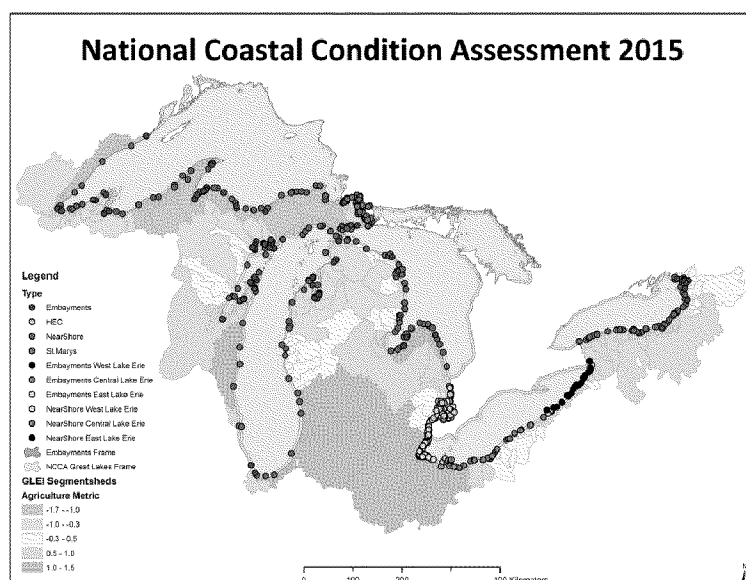 National Coastal Condition Assessment 2015
Legend
Type
Embayments
HEC
NearShore
St.Marys
Embayments West Lake Erie
Embayments Central Lake Erie
Embayments East Lake Erie
NearShore West Lake Erie
NearShore Central Lake Erie
NearShore East Lake Erie
Embayments Frame
NCCA Great Lakes Frame
GLEI Segmentsheds
Agriculture Metric
-1.7 - -1.0
-1.0 - -0.3
-0.3 - 0.5
0.5 - 1.0
1.0 - 1.5
0 100 200 400 Kilometers